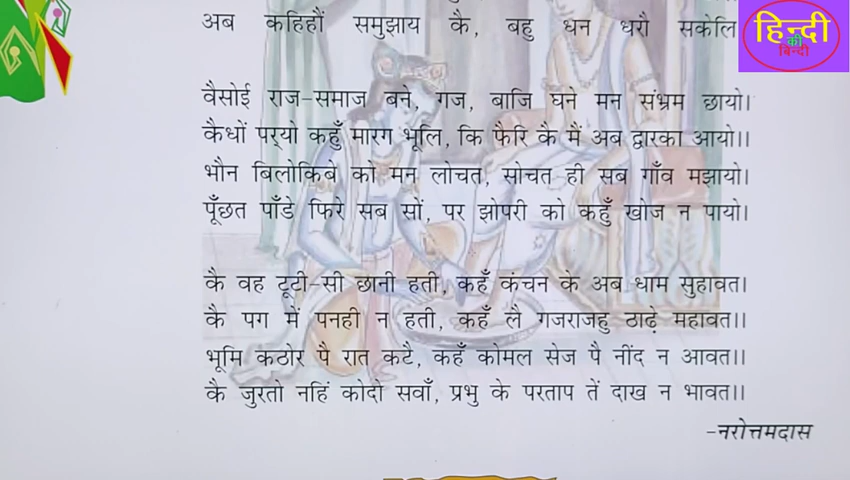 हिन्दी
की
बिन्दी
अब कहिहौं समुझाय कै, बहु धन धरौ सकेलि
वैसोई राज-समाज बने, गज, बाजि घने मन संभ्रम छायो।
कैधों पर्‌यो कहुँ मारग भूलि, कि फैरि कै मैं अब द्वारका आयो।।
भौन बिलोकिबे को मन लोचत, सोचत ही सब गाँव मझायो।
पूँछत पाँडे फिरे सब सों, पर झोपरी को कहुँ खोज न पायो।
कै वह टूटी-सी छानी हती, कहँ कंचन के अब धाम सुहावत।
कै पग में पनही न हती, कहँ लै गजराजहु ठाढ़े महावत।।
भूमि कठोर पै रात कटै, कहँ कोमल सेज पै नींद न आवत।।
कै जुरतो नहिं कोदो सवाँ, प्रभु के परताप तें दाख न भावत।।
-नरोत्तमदास